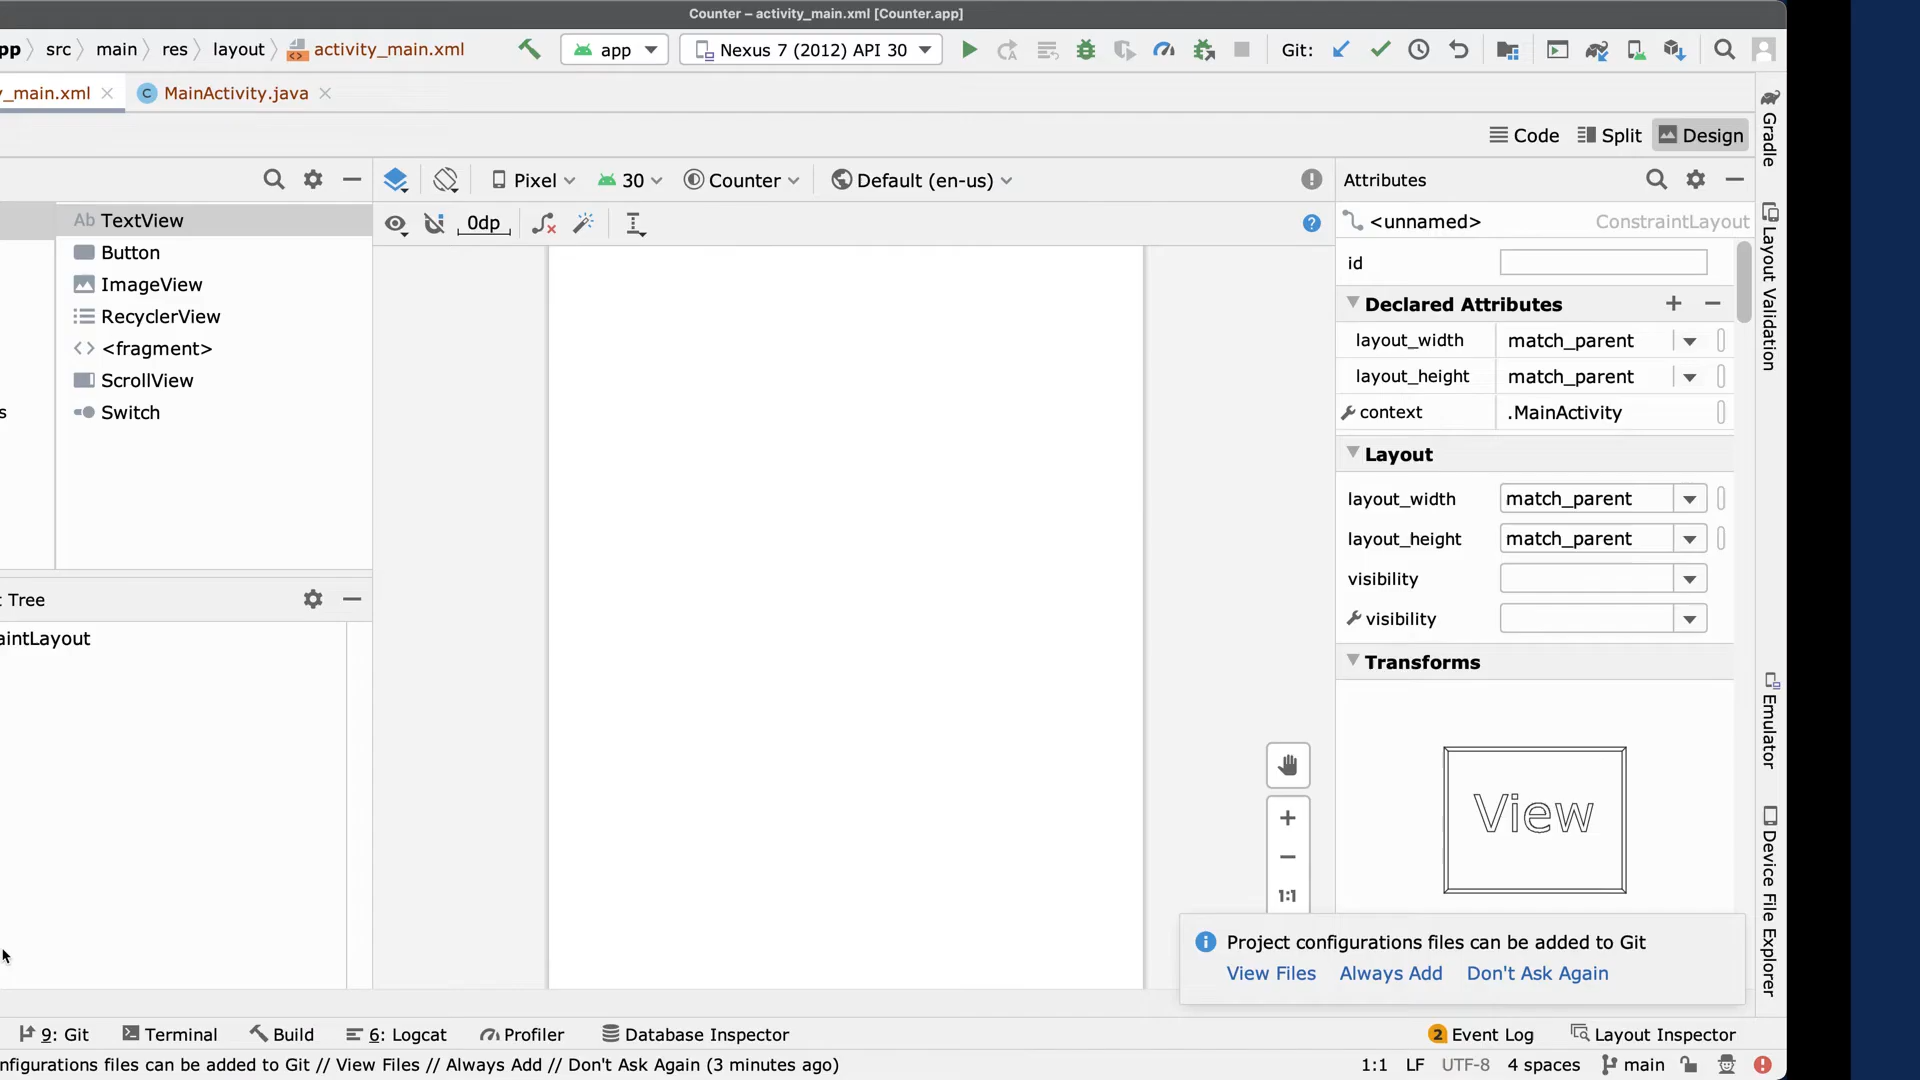 Counter – activity_main.xml [Counter.app]
pp src main res layout activity_main.xml app Nexus 7 (2012) API 30 Git:
y_main.xml C MainActivity.java
Code Split Design
Pixel 30 Counter Default (en-us)
0dp
Ab TextView
Button
ImageView
RecyclerView
<fragment>
ScrollView
s
Switch
t Tree
aintLayout
Attributes
<unnamed> ConstraintLayout
id
Declared Attributes
layout_width match_parent
layout_height match_parent
context .MainActivity
Layout
layout_width match_parent
layout_height match_parent
visibility
visibility
Transforms
View
1:1
Gradle
Layout Validation
Emulator
Device File Explorer
Project configurations files can be added to Git
View Files Always Add Don't Ask Again
9: Git Terminal Build 6: Logcat Profiler Database Inspector 2 Event Log Layout Inspector
nfigurations files can be added to Git // View Files // Always Add // Don't Ask Again (3 minutes ago) 1:1 LF UTF-8 4 spaces main